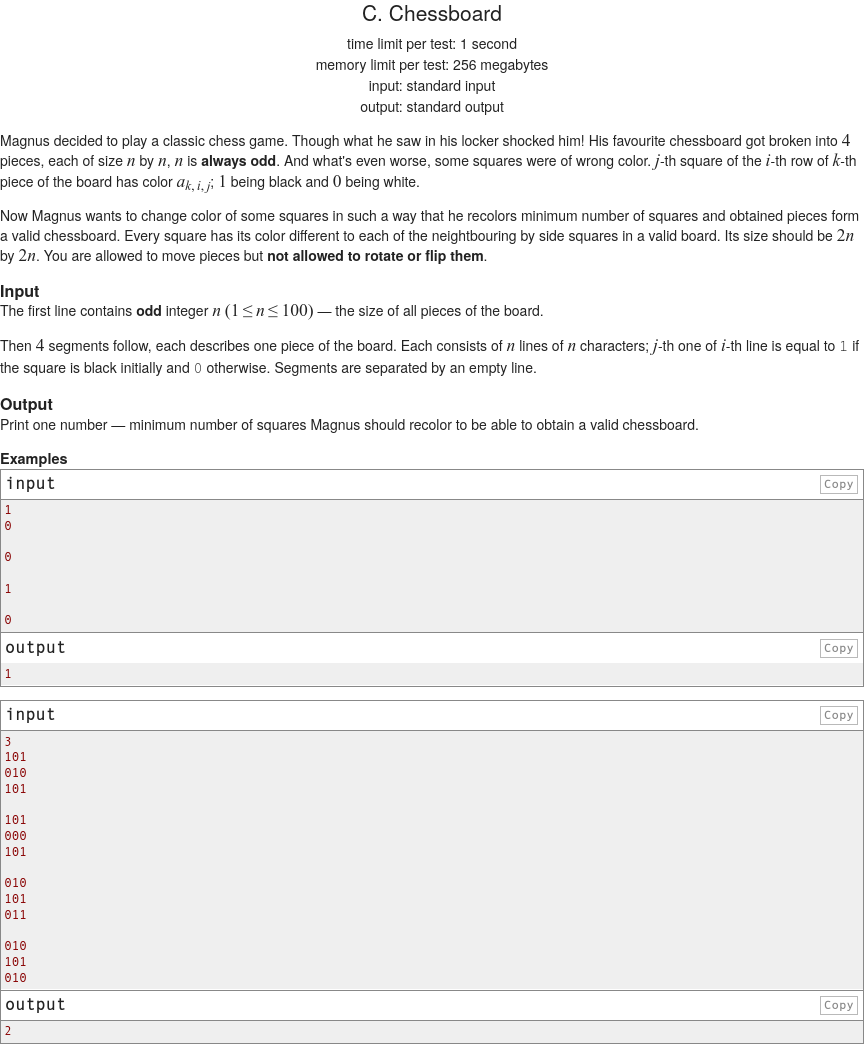 C. Chessboard
time limit per test: 1 second
memory limit per test: 256 megabytes
input: standard input
output: standard output
Magnus decided to play a classic chess game. Though what he saw in his locker shocked him! His favourite chessboard got broken into 4
pieces, each of size n by n, n is always odd. And what's even worse, some squares were of wrong color. j-th square of the i-th row of k-th
piece of the board has color a_{k, i, j}; 1 being black and 0 being white.
Now Magnus wants to change color of some squares in such a way that he recolors minimum number of squares and obtained pieces form
a valid chessboard. Every square has its color different to each of the neightbouring by side squares in a valid board. Its size should be 2n
by 2n. You are allowed to move pieces but not allowed to rotate or flip them.
Input
The first line contains odd integer n (1 ≤ n ≤ 100) — the size of all pieces of the board.
Then 4 segments follow, each describes one piece of the board. Each consists of n lines of n characters; j-th one of i-th line is equal to 1 if
the square is black initially and 0 otherwise. Segments are separated by an empty line.
Output
Print one number — minimum number of squares Magnus should recolor to be able to obtain a valid chessboard.
Examples
input Copy
1
0
0
1
0
output Copy
1
input Copy
3
101
010
101
101
000
101
010
101
011
010
101
010
output Copy
2